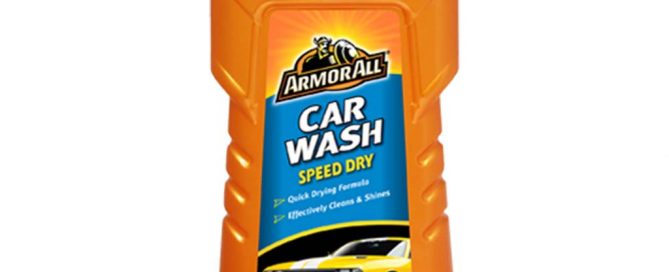 ARMORALL
CAR
WASH
SPEED DRY
Quick Drying Formula
Effectively Cleans & Shines